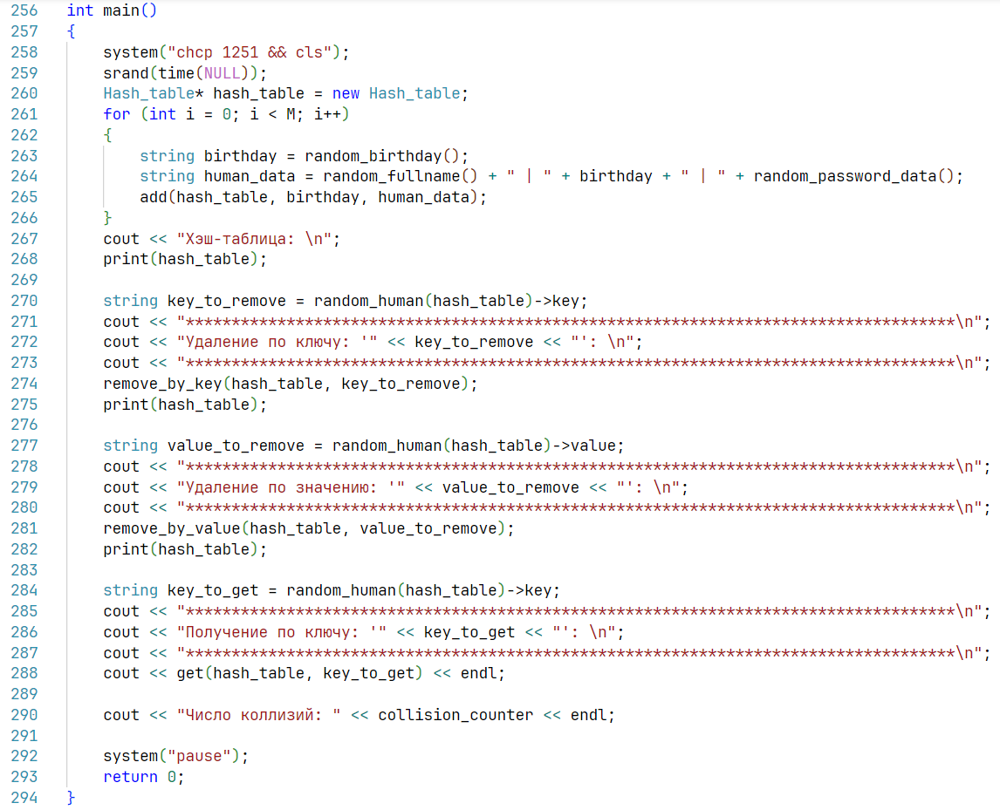 256 int main()
257 {
258     system("chcp 1251 && cls");
259     srand(time(NULL));
260     Hash_table* hash_table = new Hash_table;
261     for (int i = 0; i < M; i++)
262     {
263         string birthday = random_birthday();
264         string human_data = random_fullname() + " | " + birthday + " | " + random_password_data();
265         add(hash_table, birthday, human_data);
266     }
267     cout << "Хэш-таблица: \n";
268     print(hash_table);
269
270     string key_to_remove = random_human(hash_table)->key;
271     cout << "************************************************************************************\n";
272     cout << "Удаление по ключу: '" << key_to_remove << "': \n";
273     cout << "************************************************************************************\n";
274     remove_by_key(hash_table, key_to_remove);
275     print(hash_table);
276
277     string value_to_remove = random_human(hash_table)->value;
278     cout << "************************************************************************************\n";
279     cout << "Удаление по значению: '" << value_to_remove << "': \n";
280     cout << "************************************************************************************\n";
281     remove_by_value(hash_table, value_to_remove);
282     print(hash_table);
283
284     string key_to_get = random_human(hash_table)->key;
285     cout << "************************************************************************************\n";
286     cout << "Получение по ключу: '" << key_to_get << "': \n";
287     cout << "************************************************************************************\n";
288     cout << get(hash_table, key_to_get) << endl;
289
290     cout << "Число коллизий: " << collision_counter << endl;
291
292     system("pause");
293     return 0;
294 }